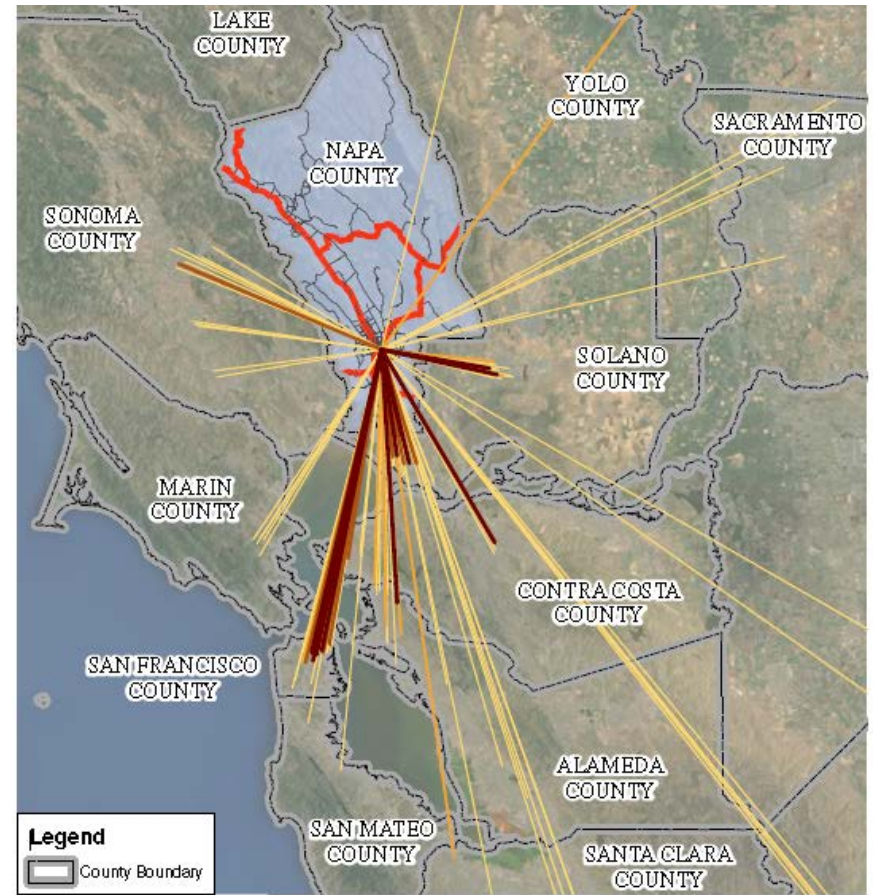 LAKE
COUNTY
YOLO
COUNTY
SACRAMENTO
COUNTY
NAPA
COUNTY
SONOMA
COUNTY
SOLANO
COUNTY
MARIN
COUNTY
CONTRA COSTA
COUNTY
SAN FRANCISCO
COUNTY
ALAMEDA
COUNTY
SAN MATEO
COUNTY
SANTA CLARA
COUNTY
Legend
County Boundary